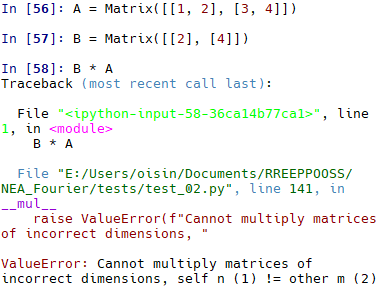 In [56]: A = Matrix([[1, 2], [3, 4]])
In [57]: B = Matrix([[2], [4]])
In [58]: B * A
Traceback (most recent call last):
File "<ipython-input-58-36ca14b77ca1>", line
1, in <module>
B * A
File "E:/Users/oisin/Documents/RREEPPOOSS/
NEA_Fourier/tests/test_02.py", line 141, in
__mul__
raise ValueError(f"Cannot multiply matrices
of incorrect dimensions, "
ValueError: Cannot multiply matrices of
incorrect dimensions, self n (1) != other m (2)